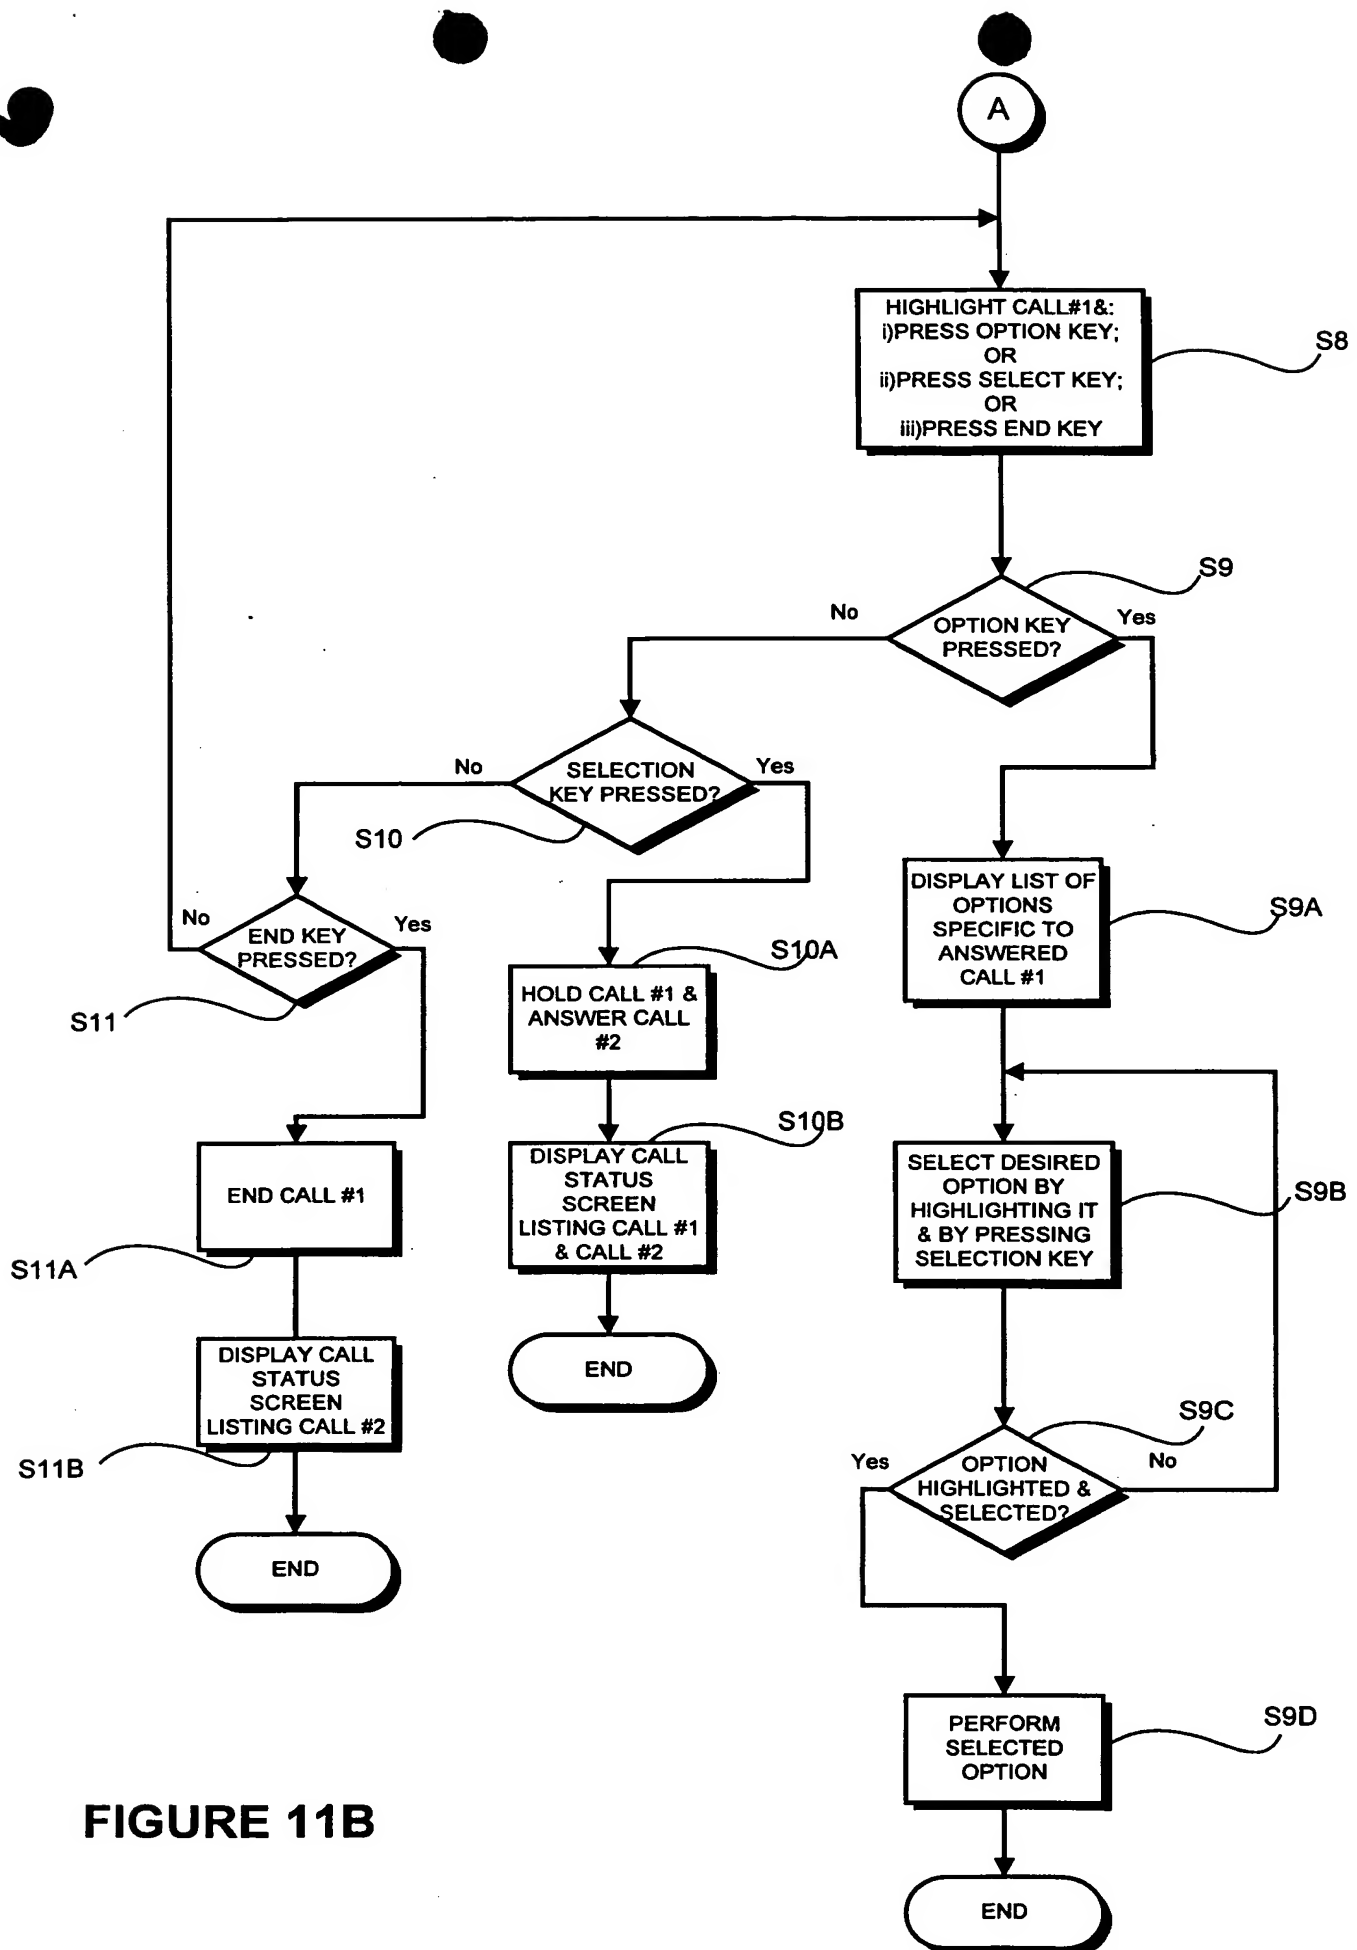 A
HIGHLIGHT CALL#1&:
i)PRESS OPTION KEY;
OR
ii)PRESS SELECT KEY;
OR
iii)PRESS END KEY
S8
S9
No
OPTION KEY
PRESSED?
Yes
No
SELECTION
KEY PRESSED?
Yes
S10
No
END KEY
PRESSED?
Yes
S11
DISPLAY LIST OF
OPTIONS
SPECIFIC TO
ANSWERED
CALL #1
S9A
S10A
HOLD CALL #1 &
ANSWER CALL
#2
S10B
DISPLAY CALL
STATUS
SCREEN
LISTING CALL #1
& CALL #2
END CALL #1
S11A
SELECT DESIRED
OPTION BY
HIGHLIGHTING IT
& BY PRESSING
SELECTION KEY
S9B
END
DISPLAY CALL
STATUS
SCREEN
LISTING CALL #2
S11B
S9C
Yes
OPTION
HIGHLIGHTED &
SELECTED?
No
END
PERFORM
SELECTED
OPTION
S9D
FIGURE 11B
END